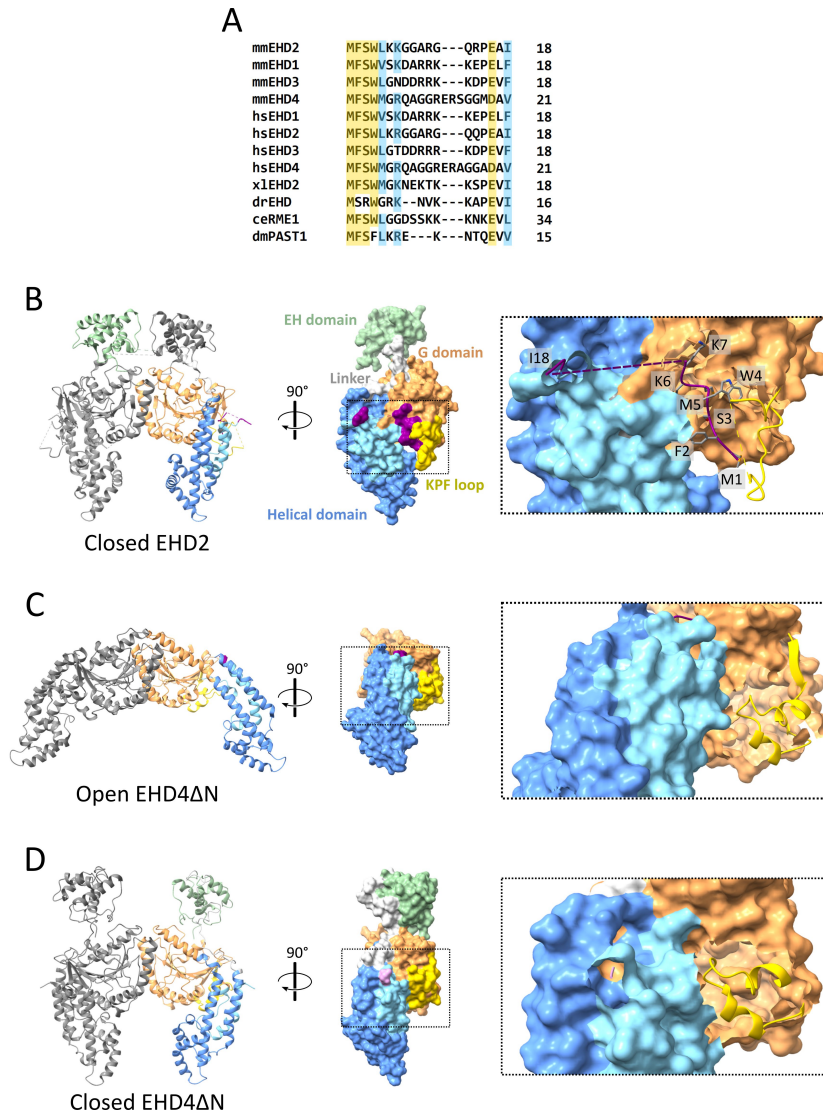 A
mmEHD2 MFSWLKKGGARG---QRPEAI 18
mmEHD1 MFSWVSKDARRK---KEPELF 18
mmEHD3 MFSWLGNDDRRK---KDPEVF 18
mmEHD4 MFSWMGRQAGGRERSGGMDAV 21
hsEHD1 MFSWVSKDARRK---KEPELF 18
hsEHD2 MFSWLKRGGARG---QQPEAI 18
hsEHD3 MFSWLGTDDRRR---KDPEVF 18
hsEHD4 MFSWMGRQAGGRERAGGADAV 21
xlEHD2 MFSWMGKNEKTK---KSPEVI 18
drEHD MSRWGRK--NVK---KAPEVI 16
ceRME1 MFSWLGGDSSKK---KNKEVL 34
dmPAST1 MFSFLKRE---K---NTQEVV 15
B
EH domain
G domain
Linker
90°
KPF loop
Helical domain
Closed EHD2
I18
K7
K6
W4
M5
S3
F2
M1
C
90°
Open EHD4ΔN
D
90°
Closed EHD4ΔN